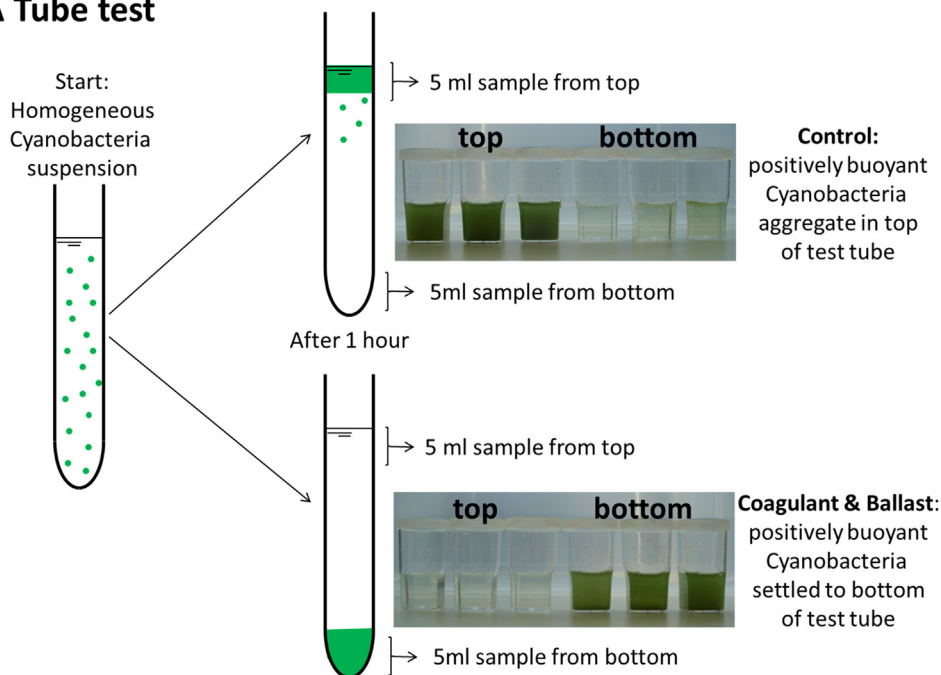 A Tube test
Start:
Homogeneous
Cyanobacteria
suspension
5 ml sample from top
top bottom
Control:
positively buoyant
Cyanobacteria
aggregate in top
of test tube
5ml sample from bottom
After 1 hour
5 ml sample from top
top bottom
Coagulant & Ballast:
positively buoyant
Cyanobacteria
settled to bottom
of test tube
5ml sample from bottom